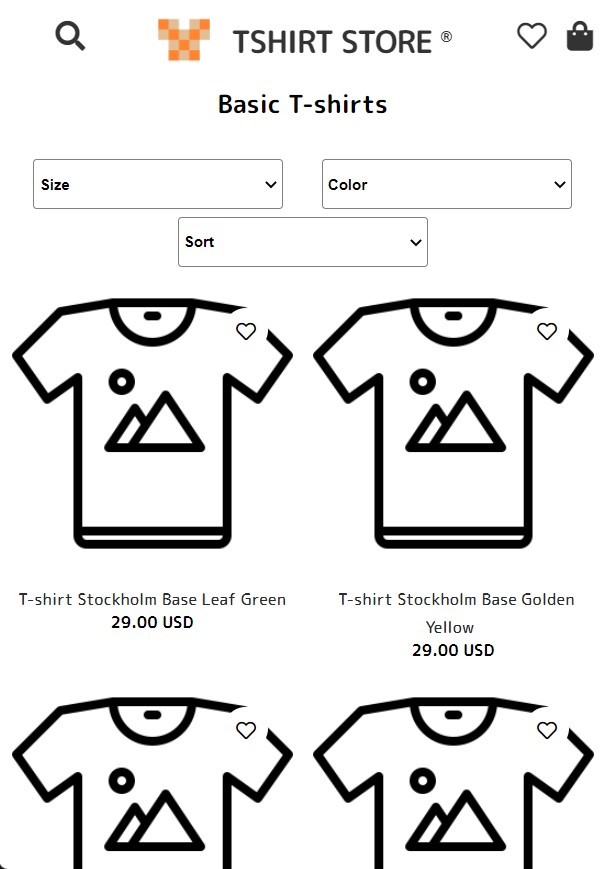 TSHIRT STORE ®
Basic T-shirts
Size
Color
Sort
T-shirt Stockholm Base Leaf Green
29.00 USD
T-shirt Stockholm Base Golden
Yellow
29.00 USD